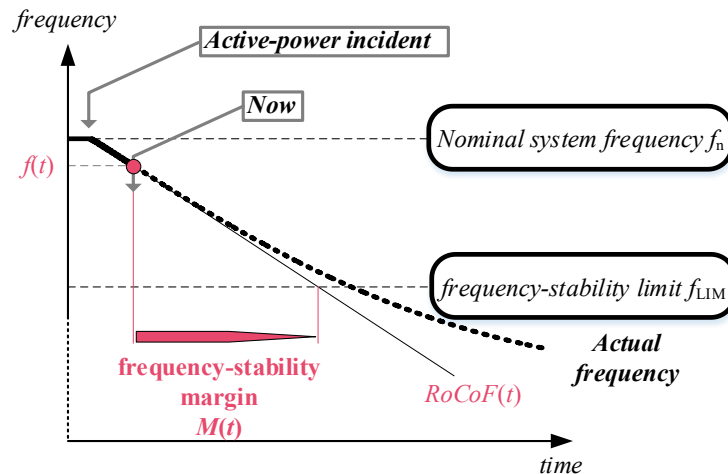 frequency
Active-power incident
Now
Nominal system frequency fn
f(t)
frequency-stability limit fLIM
frequency-stability
margin
M(t)
Actual
frequency
RoCoF(t)
time